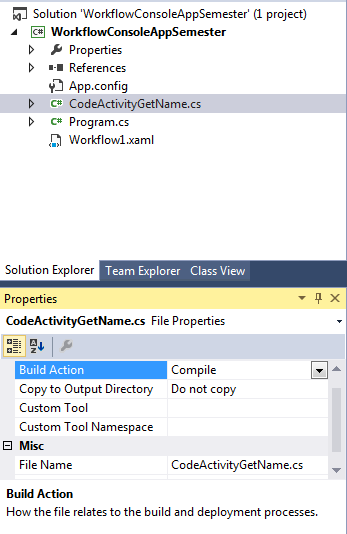 Solution 'WorkflowConsoleAppSemester' (1 project)
C# WorkflowConsoleAppSemester
Properties
References
App.config
C# CodeActivityGetName.cs
C# Program.cs
Workflow1.xaml
Solution Explorer Team Explorer Class View
Properties
CodeActivityGetName.cs File Properties
Build Action Compile
Copy to Output Directory Do not copy
Custom Tool
Custom Tool Namespace
Misc
File Name CodeActivityGetName.cs
Build Action
How the file relates to the build and deployment processes.